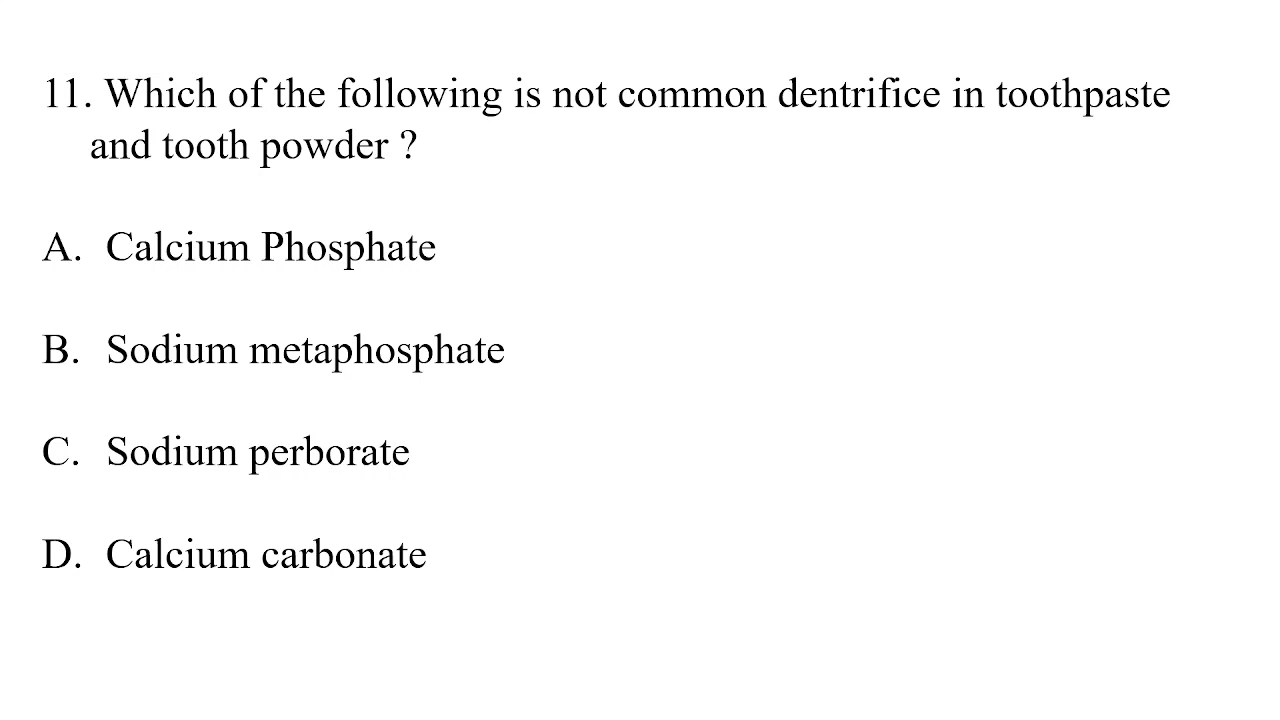 11. Which of the following is not common dentrifice in toothpaste
and tooth powder ?
A. Calcium Phosphate
B. Sodium metaphosphate
C. Sodium perborate
D. Calcium carbonate